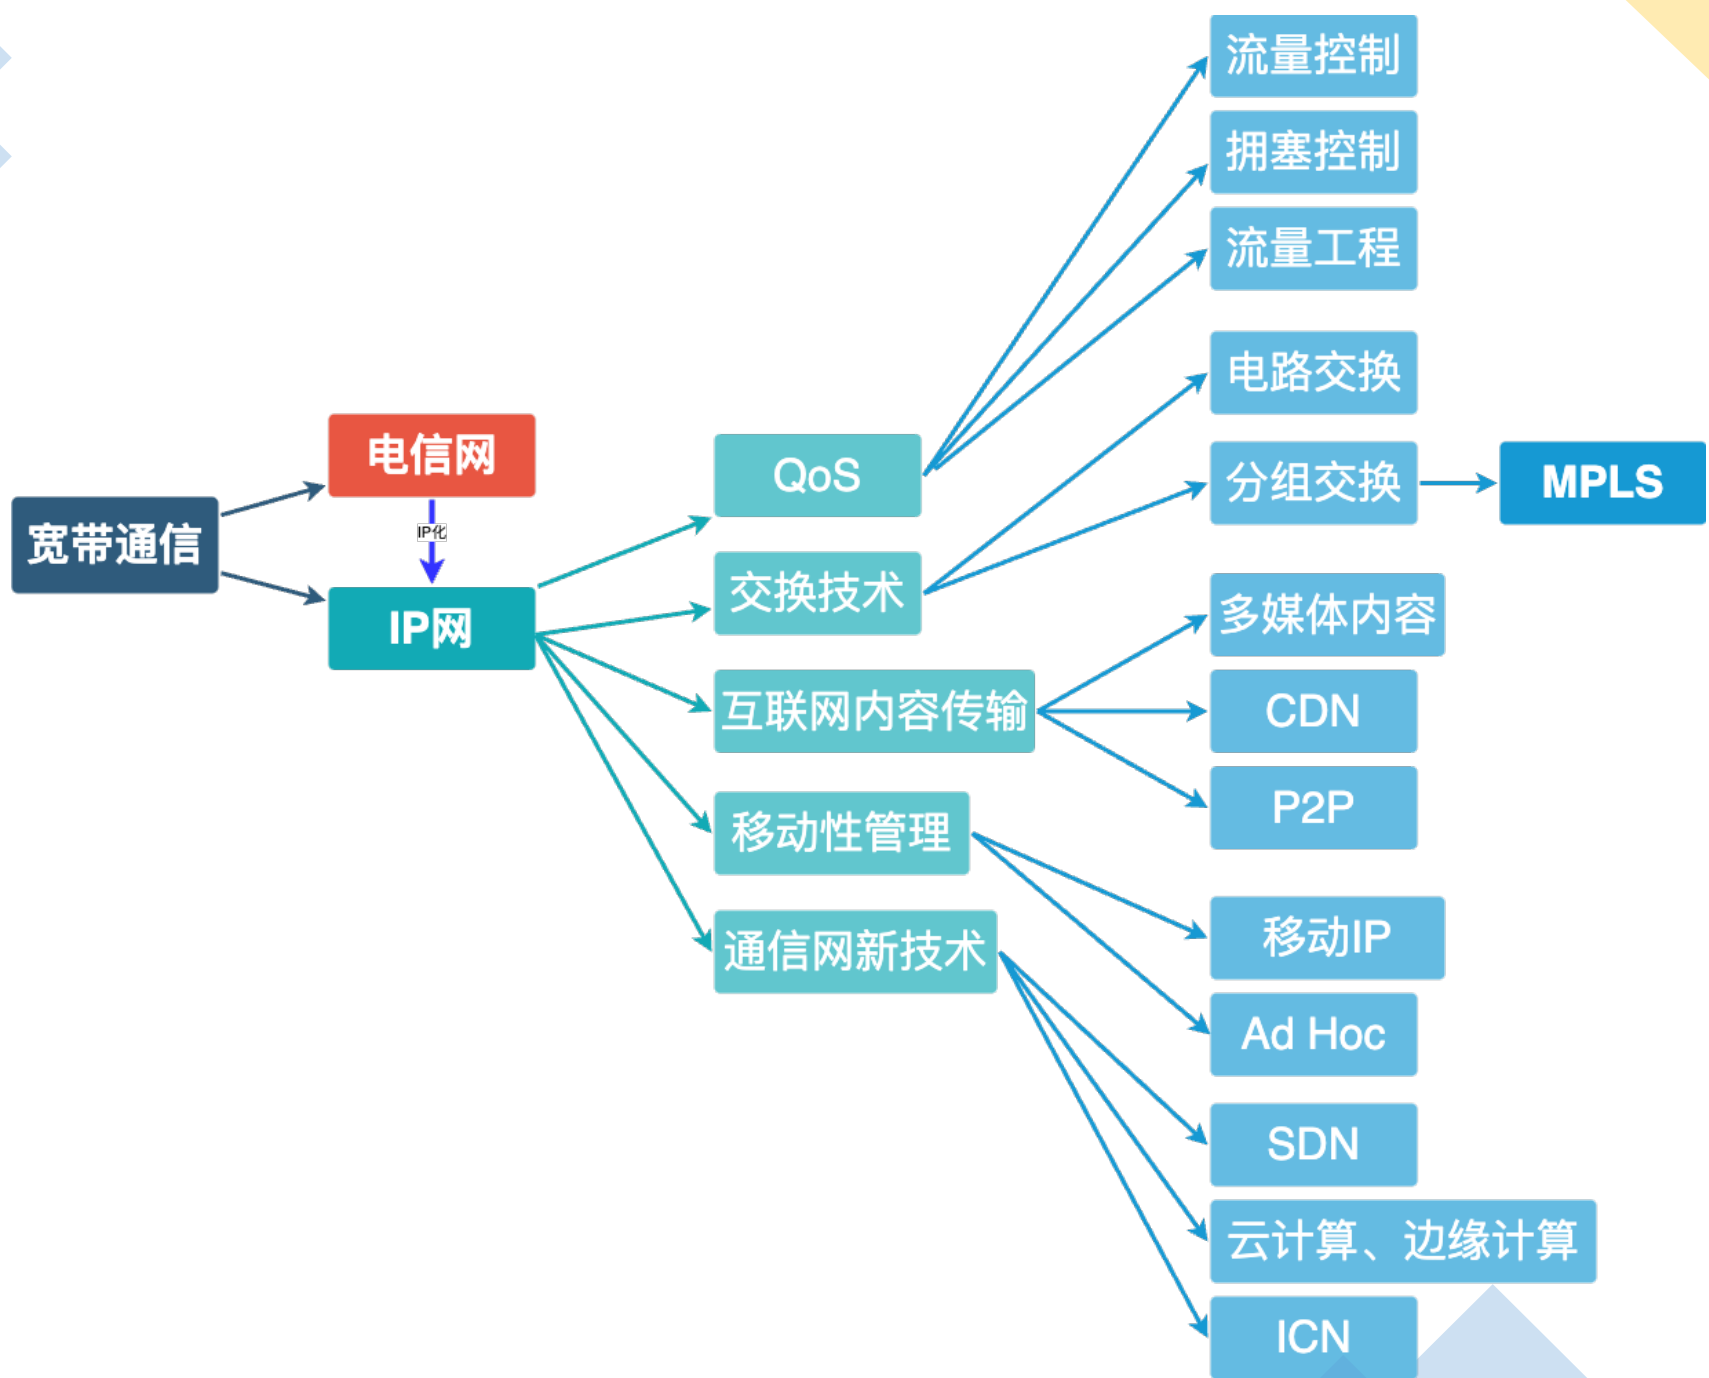 宽带通信
电信网
IP化
IP网
QoS
交换技术
互联网内容传输
移动性管理
通信网新技术
流量控制
拥塞控制
流量工程
电路交换
分组交换
MPLS
多媒体内容
CDN
P2P
移动IP
Ad Hoc
SDN
云计算、边缘计算
ICN